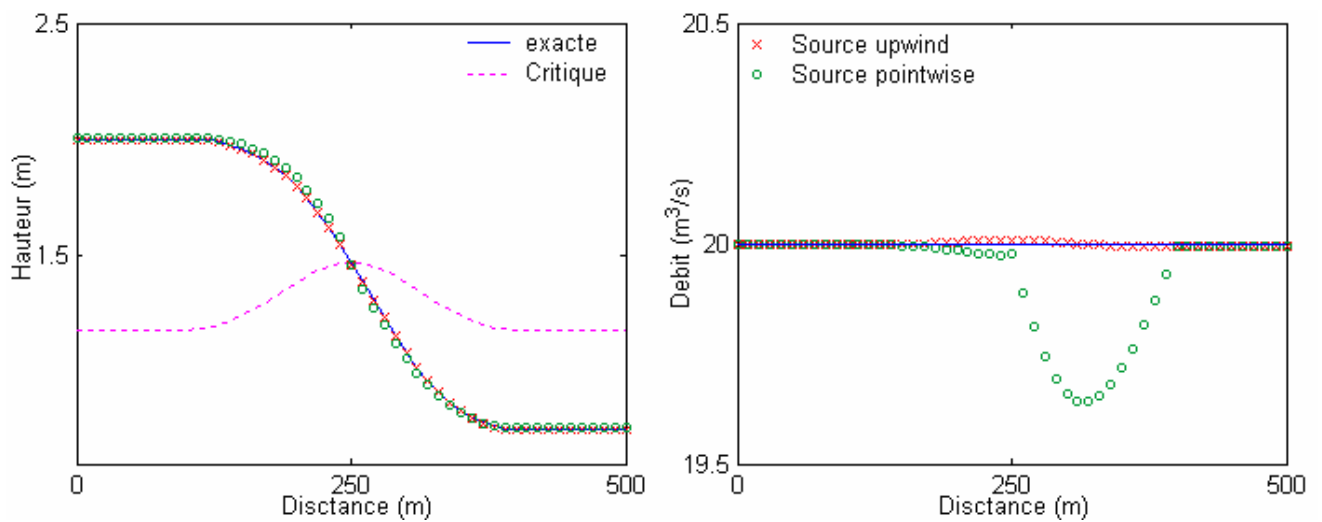 2.5
exacte
Critique
Hauteur (m)
1.5
0
250
500
Disctance (m)
20.5
Source upwind
Source pointwise
Debit (m³/s)
20
19.5
0
250
500
Disctance (m)